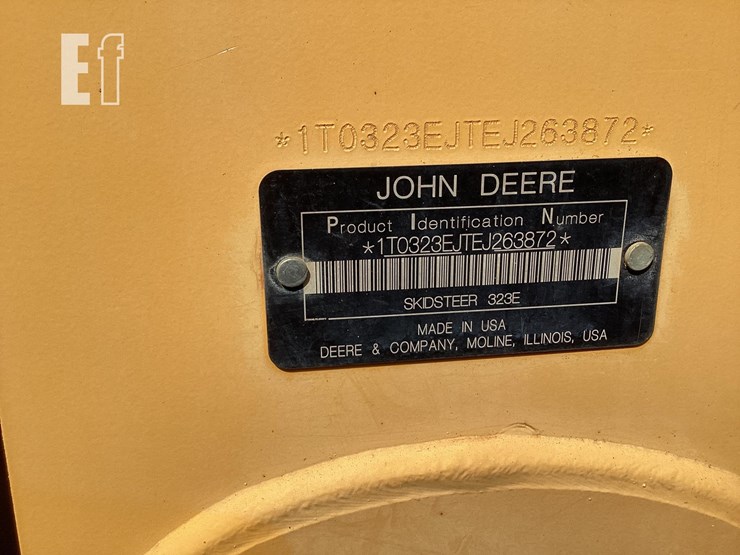 Ef
*1T0323EJTEJ263872*
JOHN DEERE
Product Identification Number
*1T0323EJTEJ263872*
SKIDSTEER 323E
MADE IN USA
DEERE & COMPANY, MOLINE, ILLINOIS, USA